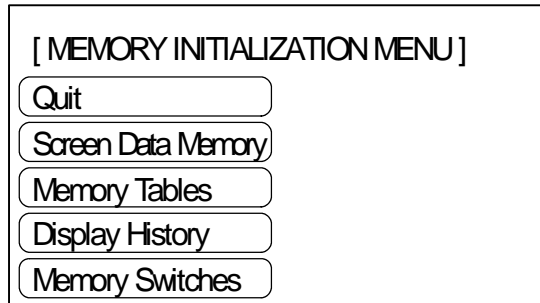 [ MEMORY INITIALIZATION MENU ]
Quit
Screen Data Memory
Memory Tables
Display History
Memory Switches